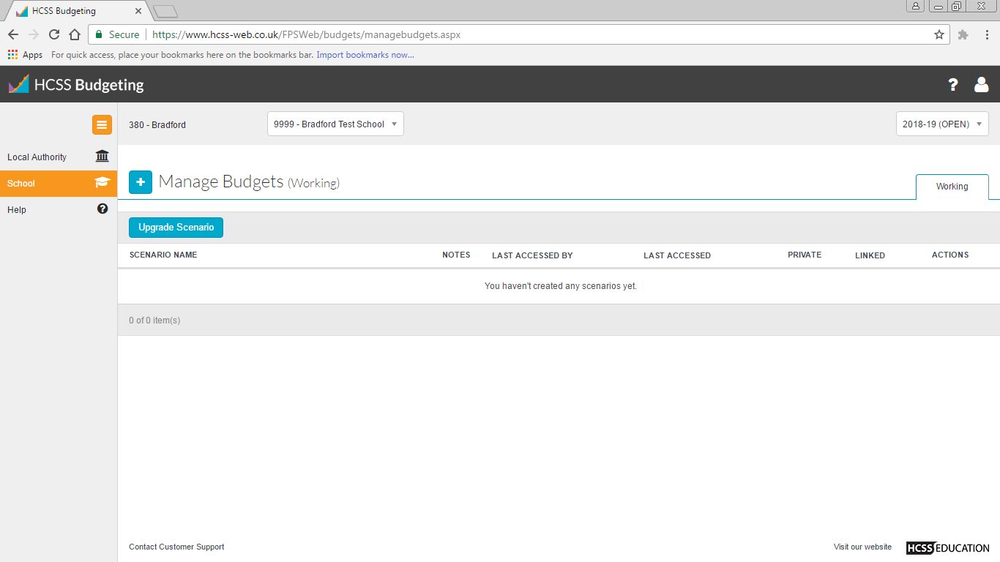 HCSS Budgeting
Secure https://www.hcss-web.co.uk/FPSWeb/budgets/managebudgets.aspx
Apps For quick access, place your bookmarks here on the bookmarks bar. Import bookmarks now...
HCSS Budgeting ?
380 - Bradford 9999 - Bradford Test School 2018-19 (OPEN)
Local Authority
School
Help ?
+ Manage Budgets (Working) Working
Upgrade Scenario
SCENARIO NAME NOTES LAST ACCESSED BY LAST ACCESSED PRIVATE LINKED ACTIONS
You haven't created any scenarios yet.
0 of 0 item(s)
Contact Customer Support Visit our website HCSS EDUCATION